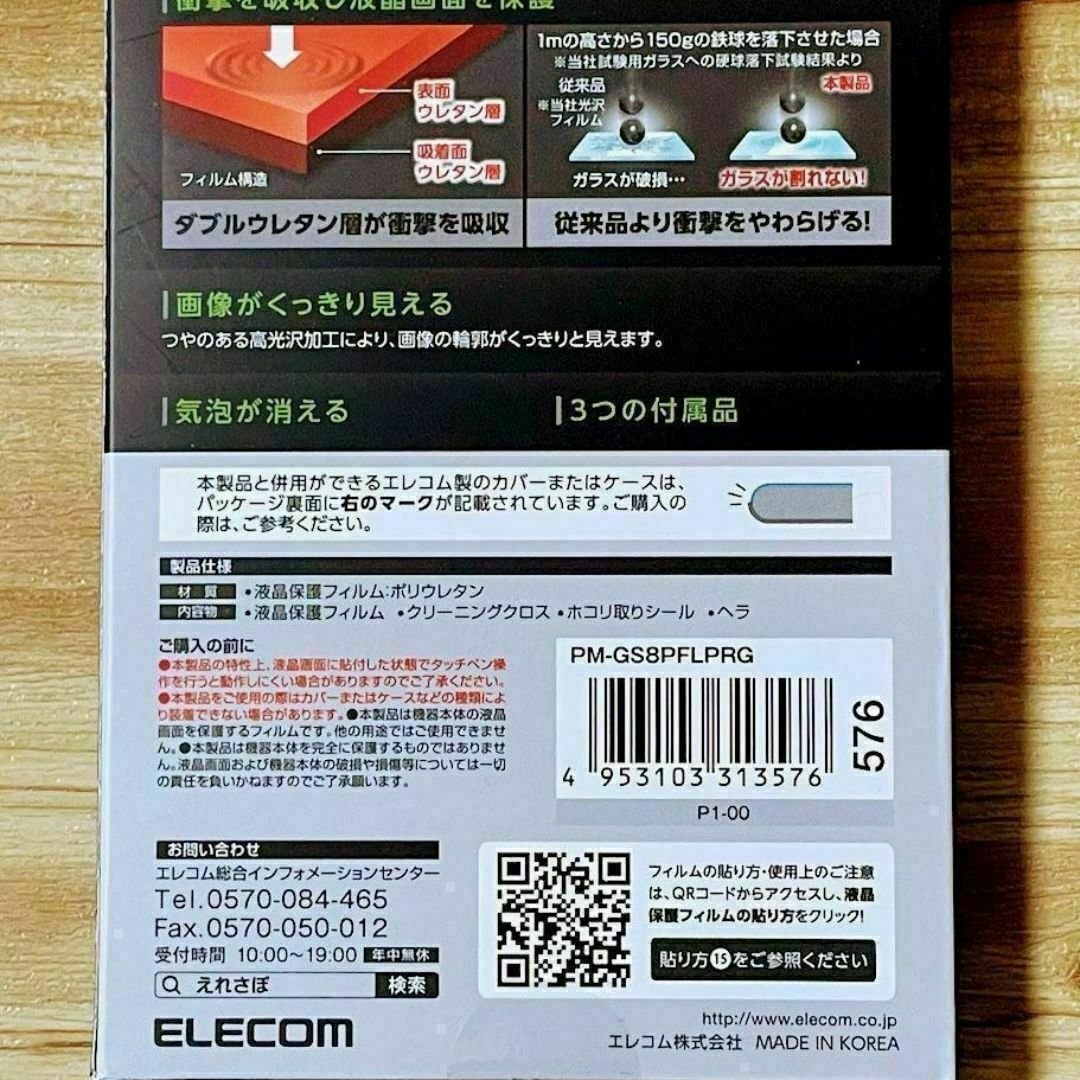 衝撃を吸収し液晶画面を保護
表面
ウレタン層
吸着面
ウレタン層
フィルム構造
ダブルウレタン層が衝撃を吸収
1mの高さから150gの鉄球を落下させた場合
※当社試験用ガラスへの硬球落下試験結果より
従来品
※当社光沢
フィルム
本製品
ガラスが破損…
ガラスが割れない!
従来品より衝撃をやわらげる!
画像がくっきり見える
つやのある高光沢加工により、画像の輪郭がくっきりと見えます。
気泡が消える
3つの付属品
本製品と併用ができるエレコム製のカバーまたはケースは、
パッケージ裏面に右のマークが記載されています。ご購入の
際は、ご参考ください。
製品仕様
材 質 •液晶保護フィルム:ポリウレタン
内容物 •液晶保護フィルム •クリーニングクロス •ホコリ取りシール •ヘラ
ご購入の前に
●本製品の特性上、液晶画面に貼付した状態でタッチペン操
作を行うと動作しにくい場合がありますのでご了承ください。
●本製品をご使用の際はカバーまたはケースなどの種類によ
り装着できない場合があります。●本製品は機器本体の液晶
画面を保護するフィルムです。他の用途ではご使用できませ
ん。●本製品は機器本体を完全に保護するものではありませ
ん。液晶画面および機器本体の破損や損傷等については一切
の責任を負いかねますのでご了承願います。
PM-GS8PFLPRG
4 953103 313576
576
P1-00
お問い合わせ
エレコム総合インフォメーションセンター
Tel.0570-084-465
Fax.0570-050-012
受付時間 10:00～19:00 年中無休
えれさぽ 検索
ELECOM
フィルムの貼り方・使用上のご注意
は、QRコードからアクセスし、液晶
保護フィルムの貼り方をクリック!
貼り方⑮をご参照ください
http://www.elecom.co.jp
エレコム株式会社 MADE IN KOREA